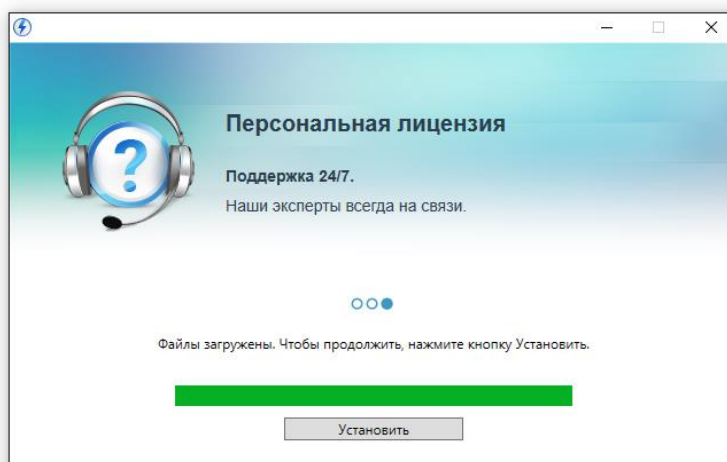 Персональная лицензия
Поддержка 24/7.
Наши эксперты всегда на связи.
Файлы загружены. Чтобы продолжить, нажмите кнопку Установить.
Установить